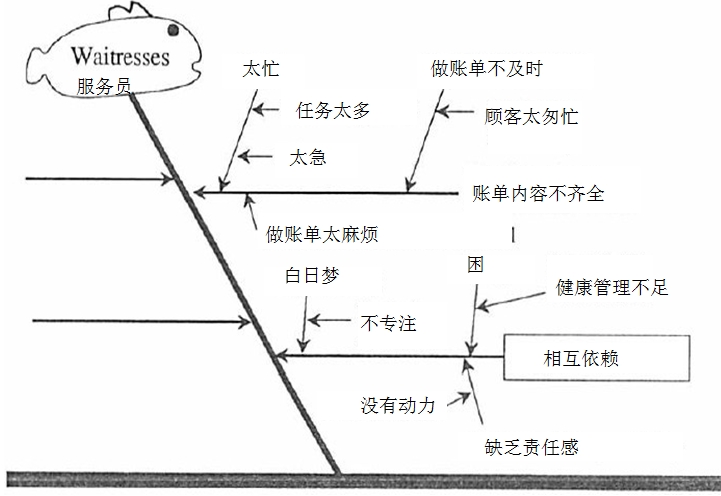 Waitresses
服务员
太忙
做账单不及时
任务太多
顾客太匆忙
太急
账单内容不齐全
做账单太麻烦
困
白日梦
健康管理不足
不专注
相互依赖
没有动力
缺乏责任感